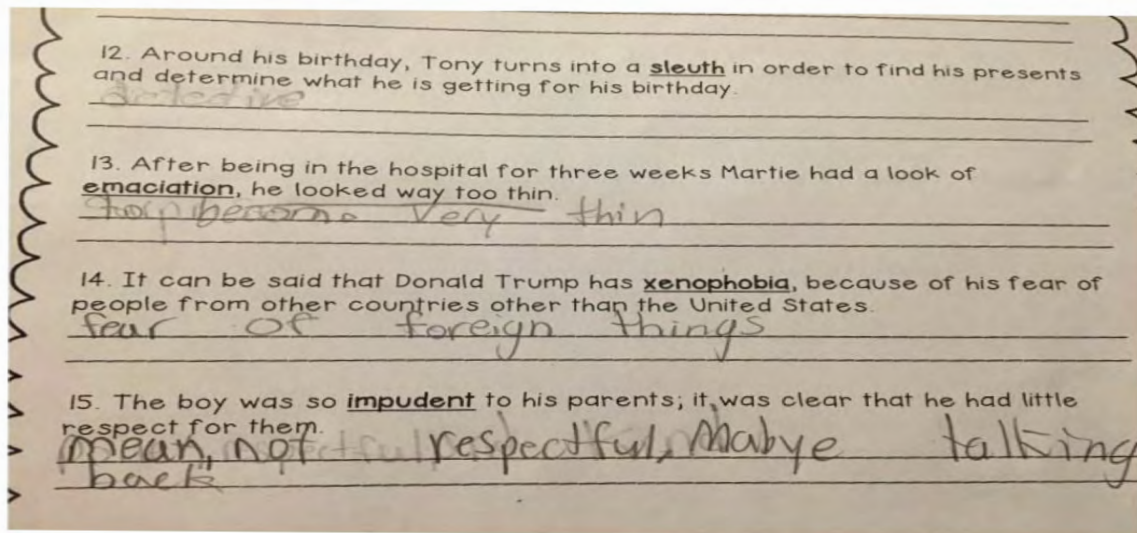 12. Around his birthday, Tony turns into a sleuth in order to find his presents
and determine what he is getting for his birthday.
detective
13. After being in the hospital for three weeks Martie had a look of
emaciation, he looked way too thin.
become very thin
14. It can be said that Donald Trump has xenophobia, because of his fear of
people from other countries other than the United States.
fear of foreign things
15. The boy was so impudent to his parents; it was clear that he had little
respect for them.
mean, not respectful, Mabye talking
back